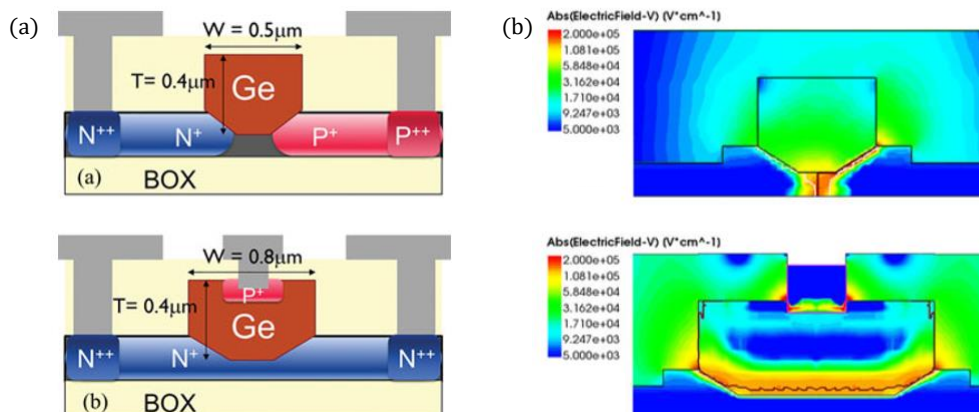 (a)
W = 0.5μm
T= 0.4μm
Ge
N++
N+
P+
P++
(a)
BOX
W = 0.8μm
T= 0.4μm
P+
Ge
N++
N+
N++
(b)
BOX
(b)
Abs(ElectricField-V) (V*cm^-1)
2.000e+05
1.081e+05
5.848e+04
3.162e+04
1.710e+04
9.247e+03
5.000e+03
Abs(ElectricField-V) (V*cm^-1)
2.000e+05
1.081e+05
5.848e+04
3.162e+04
1.710e+04
9.247e+03
5.000e+03